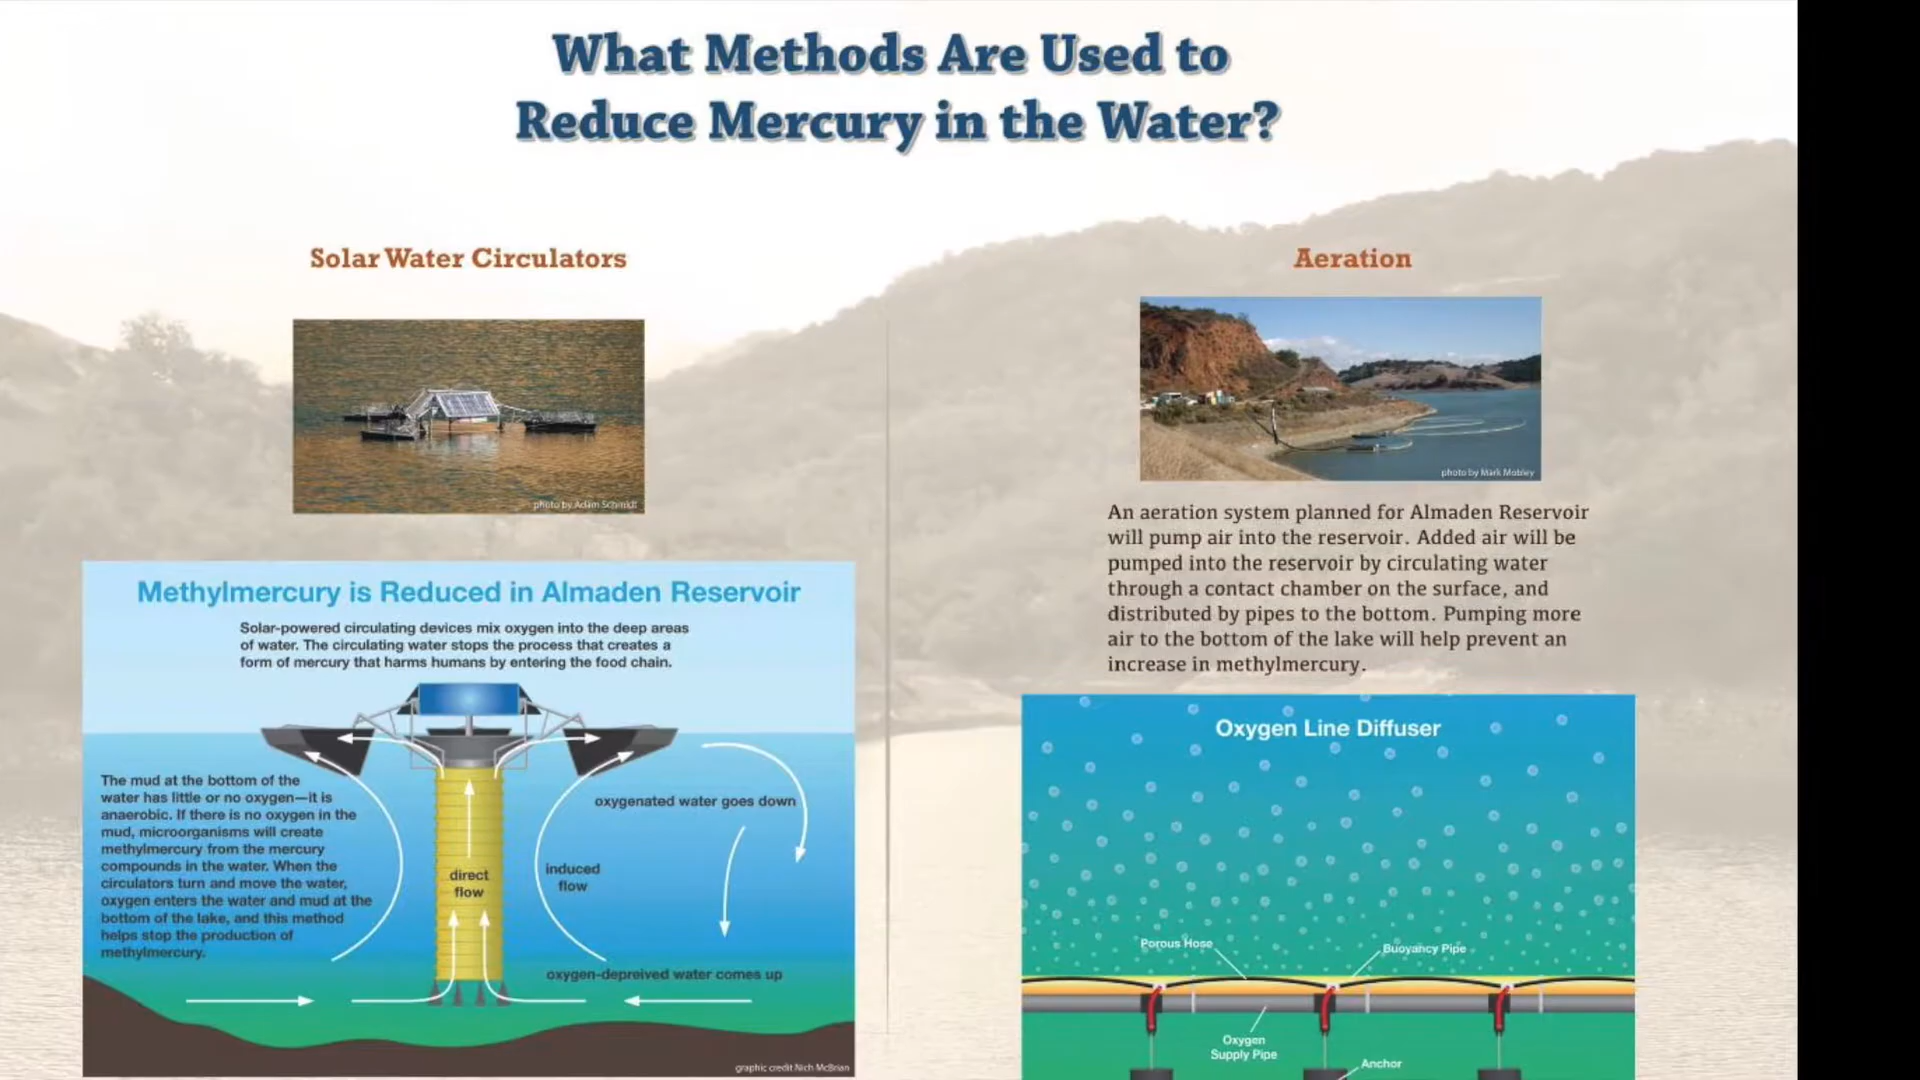 What Methods Are Used to
Reduce Mercury in the Water?
Solar Water Circulators
photo by Adam Schmidt
Methylmercury is Reduced in Almaden Reservoir
Solar-powered circulating devices mix oxygen into the deep areas
of water. The circulating water stops the process that creates a
form of mercury that harms humans by entering the food chain.
The mud at the bottom of the
water has little or no oxygen—it is
anaerobic. If there is no oxygen in the
mud, microorganisms will create
methylmercury from the mercury
compounds in the water. When the
circulators turn and move the water,
oxygen enters the water and mud at the
bottom of the lake, and this method
helps stop the production of
methylmercury.
direct
flow
induced
flow
oxygenated water goes down
oxygen-depreived water comes up
graphic credit Nich McBrian
Aeration
photo by Mark Mobley
An aeration system planned for Almaden Reservoir
will pump air into the reservoir. Added air will be
pumped into the reservoir by circulating water
through a contact chamber on the surface, and
distributed by pipes to the bottom. Pumping more
air to the bottom of the lake will help prevent an
increase in methylmercury.
Oxygen Line Diffuser
Porous Hose
Buoyancy Pipe
Oxygen
Supply Pipe
Anchor